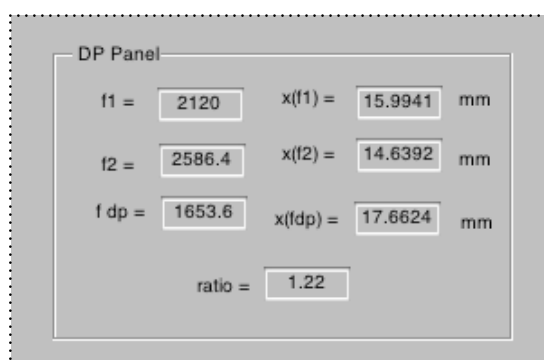 DP Panel
f1 = 2120 x(f1) = 15.9941 mm
f2 = 2586.4 x(f2) = 14.6392 mm
f dp = 1653.6 x(fdp) = 17.6624 mm
ratio = 1.22